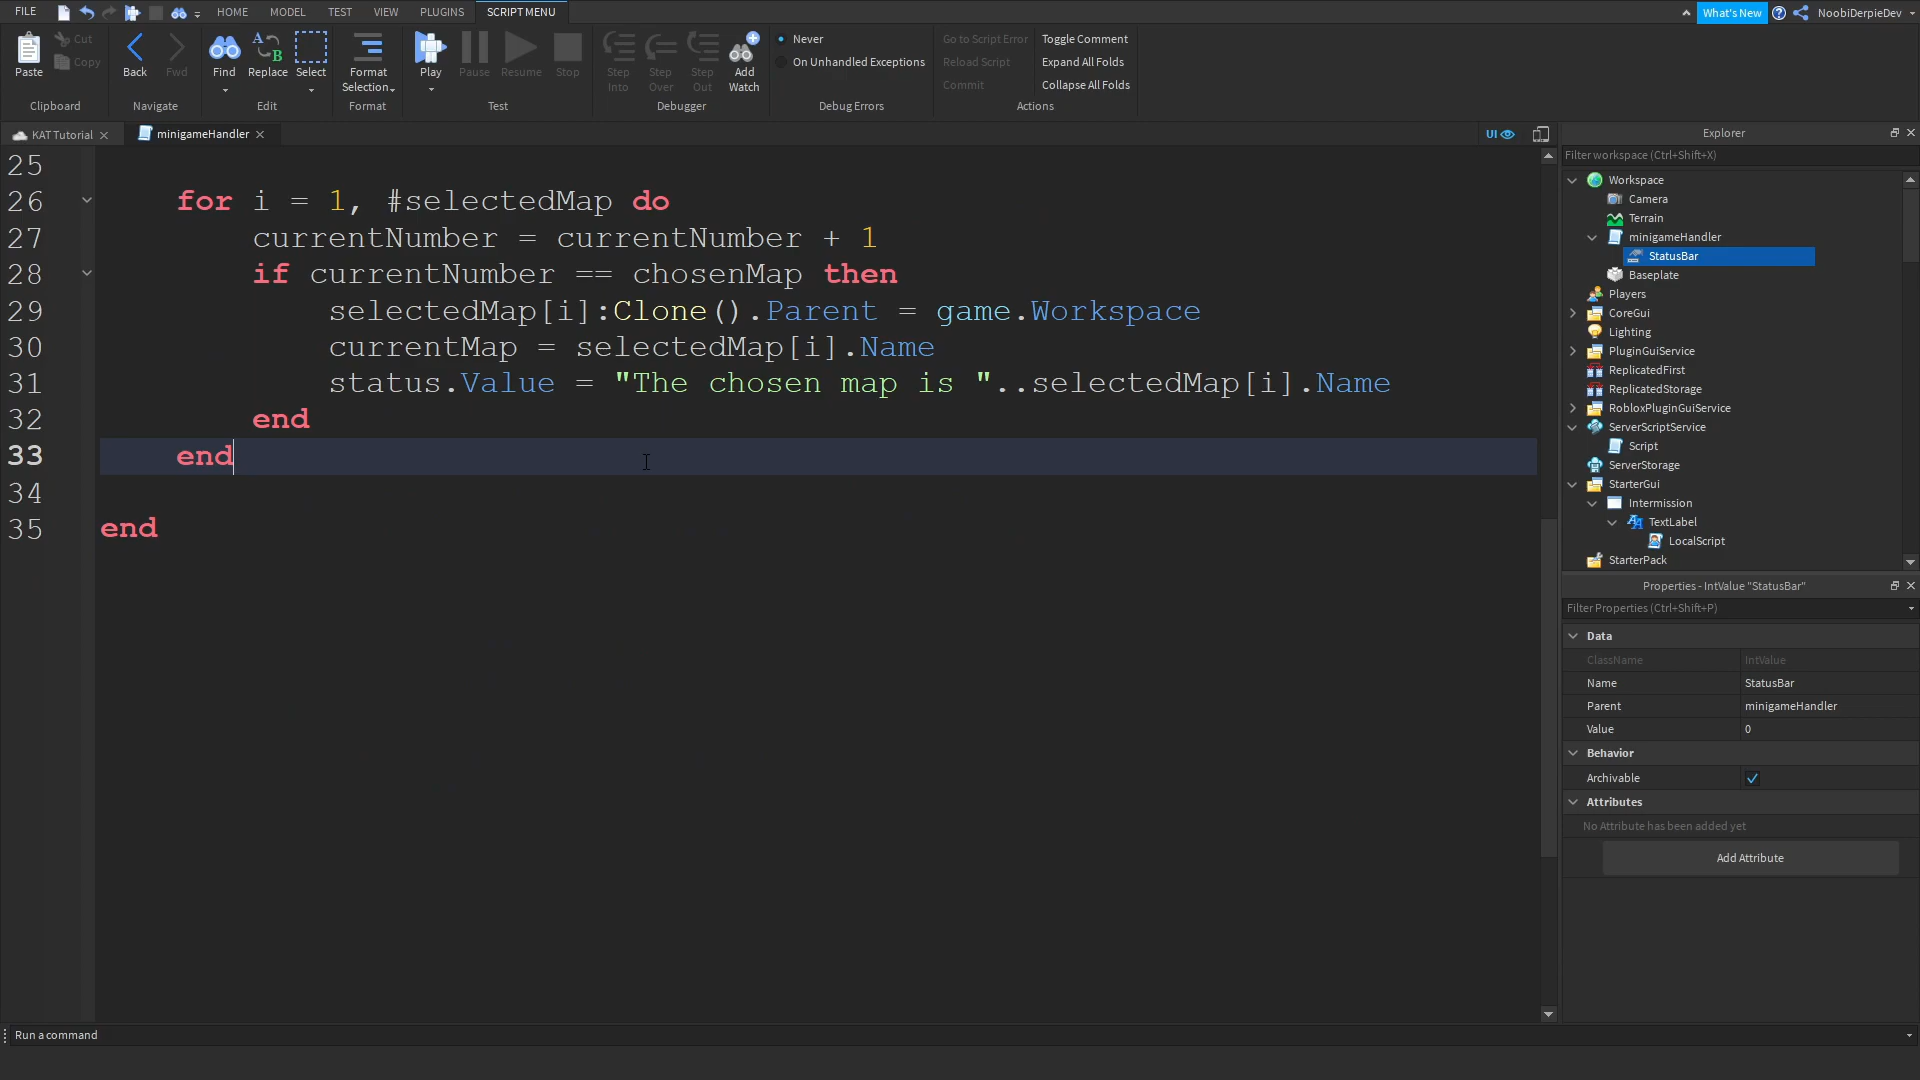 FILE HOME MODEL TEST VIEW PLUGINS SCRIPT MENU What's New NoobiDerpieDev
Paste Cut Copy Back Fwd Find Replace Select Format Selection Play Pause Resume Stop Step Into Step Over Step Out Add Watch Never On Unhandled Exceptions Go to Script Error Reload Script Commit Toggle Comment Expand All Folds Collapse All Folds
Clipboard Navigate Edit Format Test Debugger Debug Errors Actions
KAT Tutorial minigameHandler UI
25
26 for i = 1, #selectedMap do
27 currentNumber = currentNumber + 1
28 if currentNumber == chosenMap then
29 selectedMap[i]:Clone().Parent = game.Workspace
30 currentMap = selectedMap[i].Name
31 status.Value = "The chosen map is "..selectedMap[i].Name
32 end
33 end
34
35 end
Explorer
Filter workspace (Ctrl+Shift+X)
Workspace
Camera
Terrain
minigameHandler
StatusBar
Baseplate
Players
CoreGui
Lighting
PluginGuiService
ReplicatedFirst
ReplicatedStorage
RobloxPluginGuiService
ServerScriptService
Script
ServerStorage
StarterGui
Intermission
TextLabel
LocalScript
StarterPack
Properties - IntValue "StatusBar"
Filter Properties (Ctrl+Shift+P)
Data
ClassName IntValue
Name StatusBar
Parent minigameHandler
Value 0
Behavior
Archivable
Attributes
No Attribute has been added yet
Add Attribute
Run a command